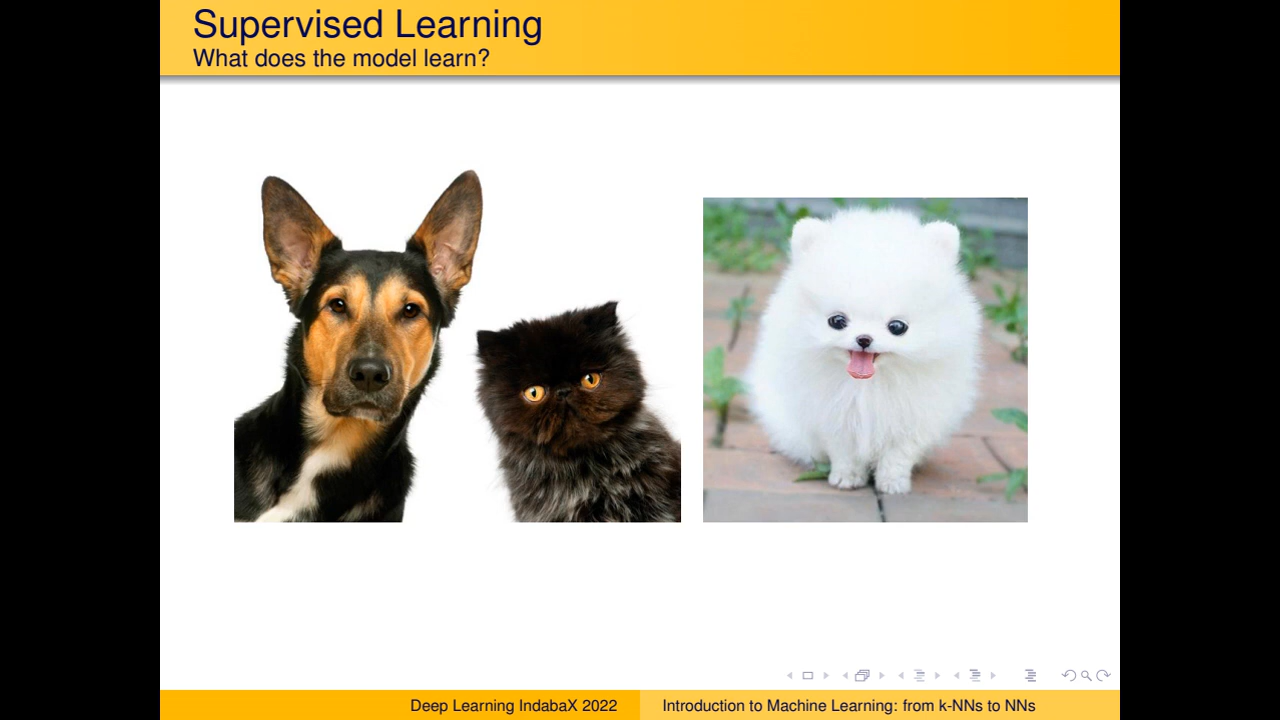 Supervised Learning
What does the model learn?
Deep Learning IndabaX 2022
Introduction to Machine Learning: from k-NNs to NNs